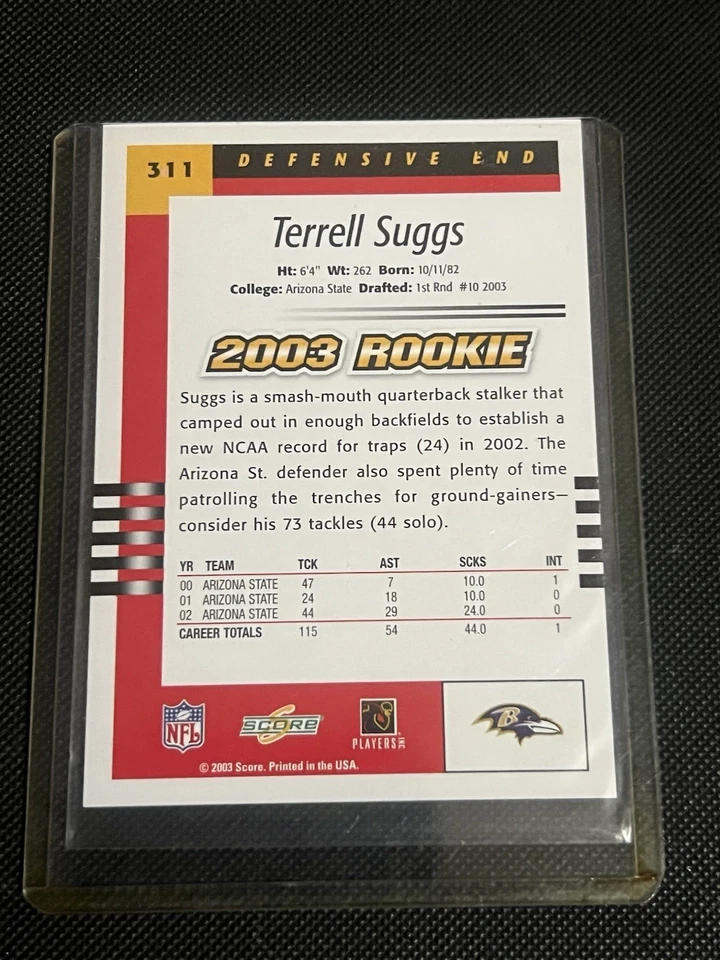 311
DEFENSIVE END
Terrell Suggs
Ht: 6'4" Wt: 262 Born: 10/11/82
College: Arizona State Drafted: 1st Rnd #10 2003
2003 ROOKIE
Suggs is a smash-mouth quarterback stalker that
camped out in enough backfields to establish a
new NCAA record for traps (24) in 2002. The
Arizona St. defender also spent plenty of time
patrolling the trenches for ground-gainers—
consider his 73 tackles (44 solo).
YR TEAM TCK AST SCKS INT
00 ARIZONA STATE 47 7 10.0 1
01 ARIZONA STATE 24 18 10.0 0
02 ARIZONA STATE 44 29 24.0 0
CAREER TOTALS 115 54 44.0 1
NFL
SCORE
PLAYERS INC
B
© 2003 Score. Printed in the USA.